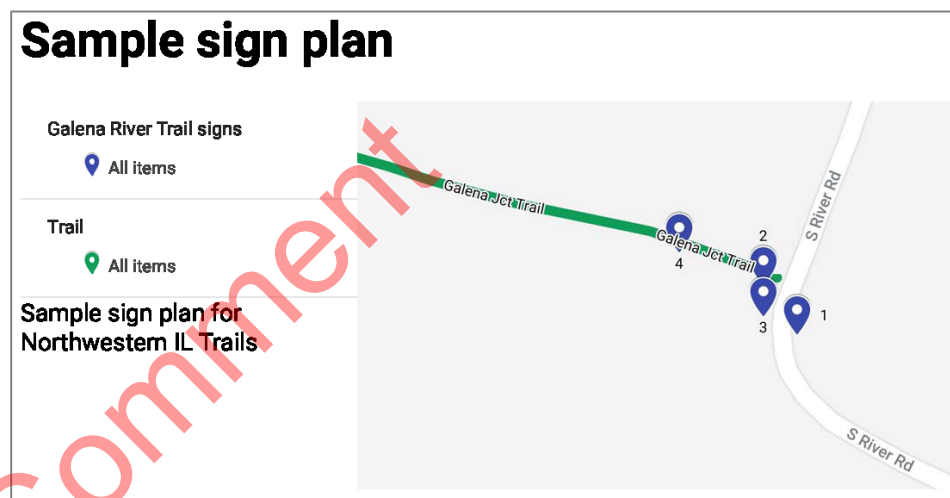 Sample sign plan
Galena River Trail signs
All items
Trail
All items
Sample sign plan for
Northwestern IL Trails
Galena Jct Trail
Galena Jct Trail
S River Rd
2
4
3
1
S River Rd
Comment